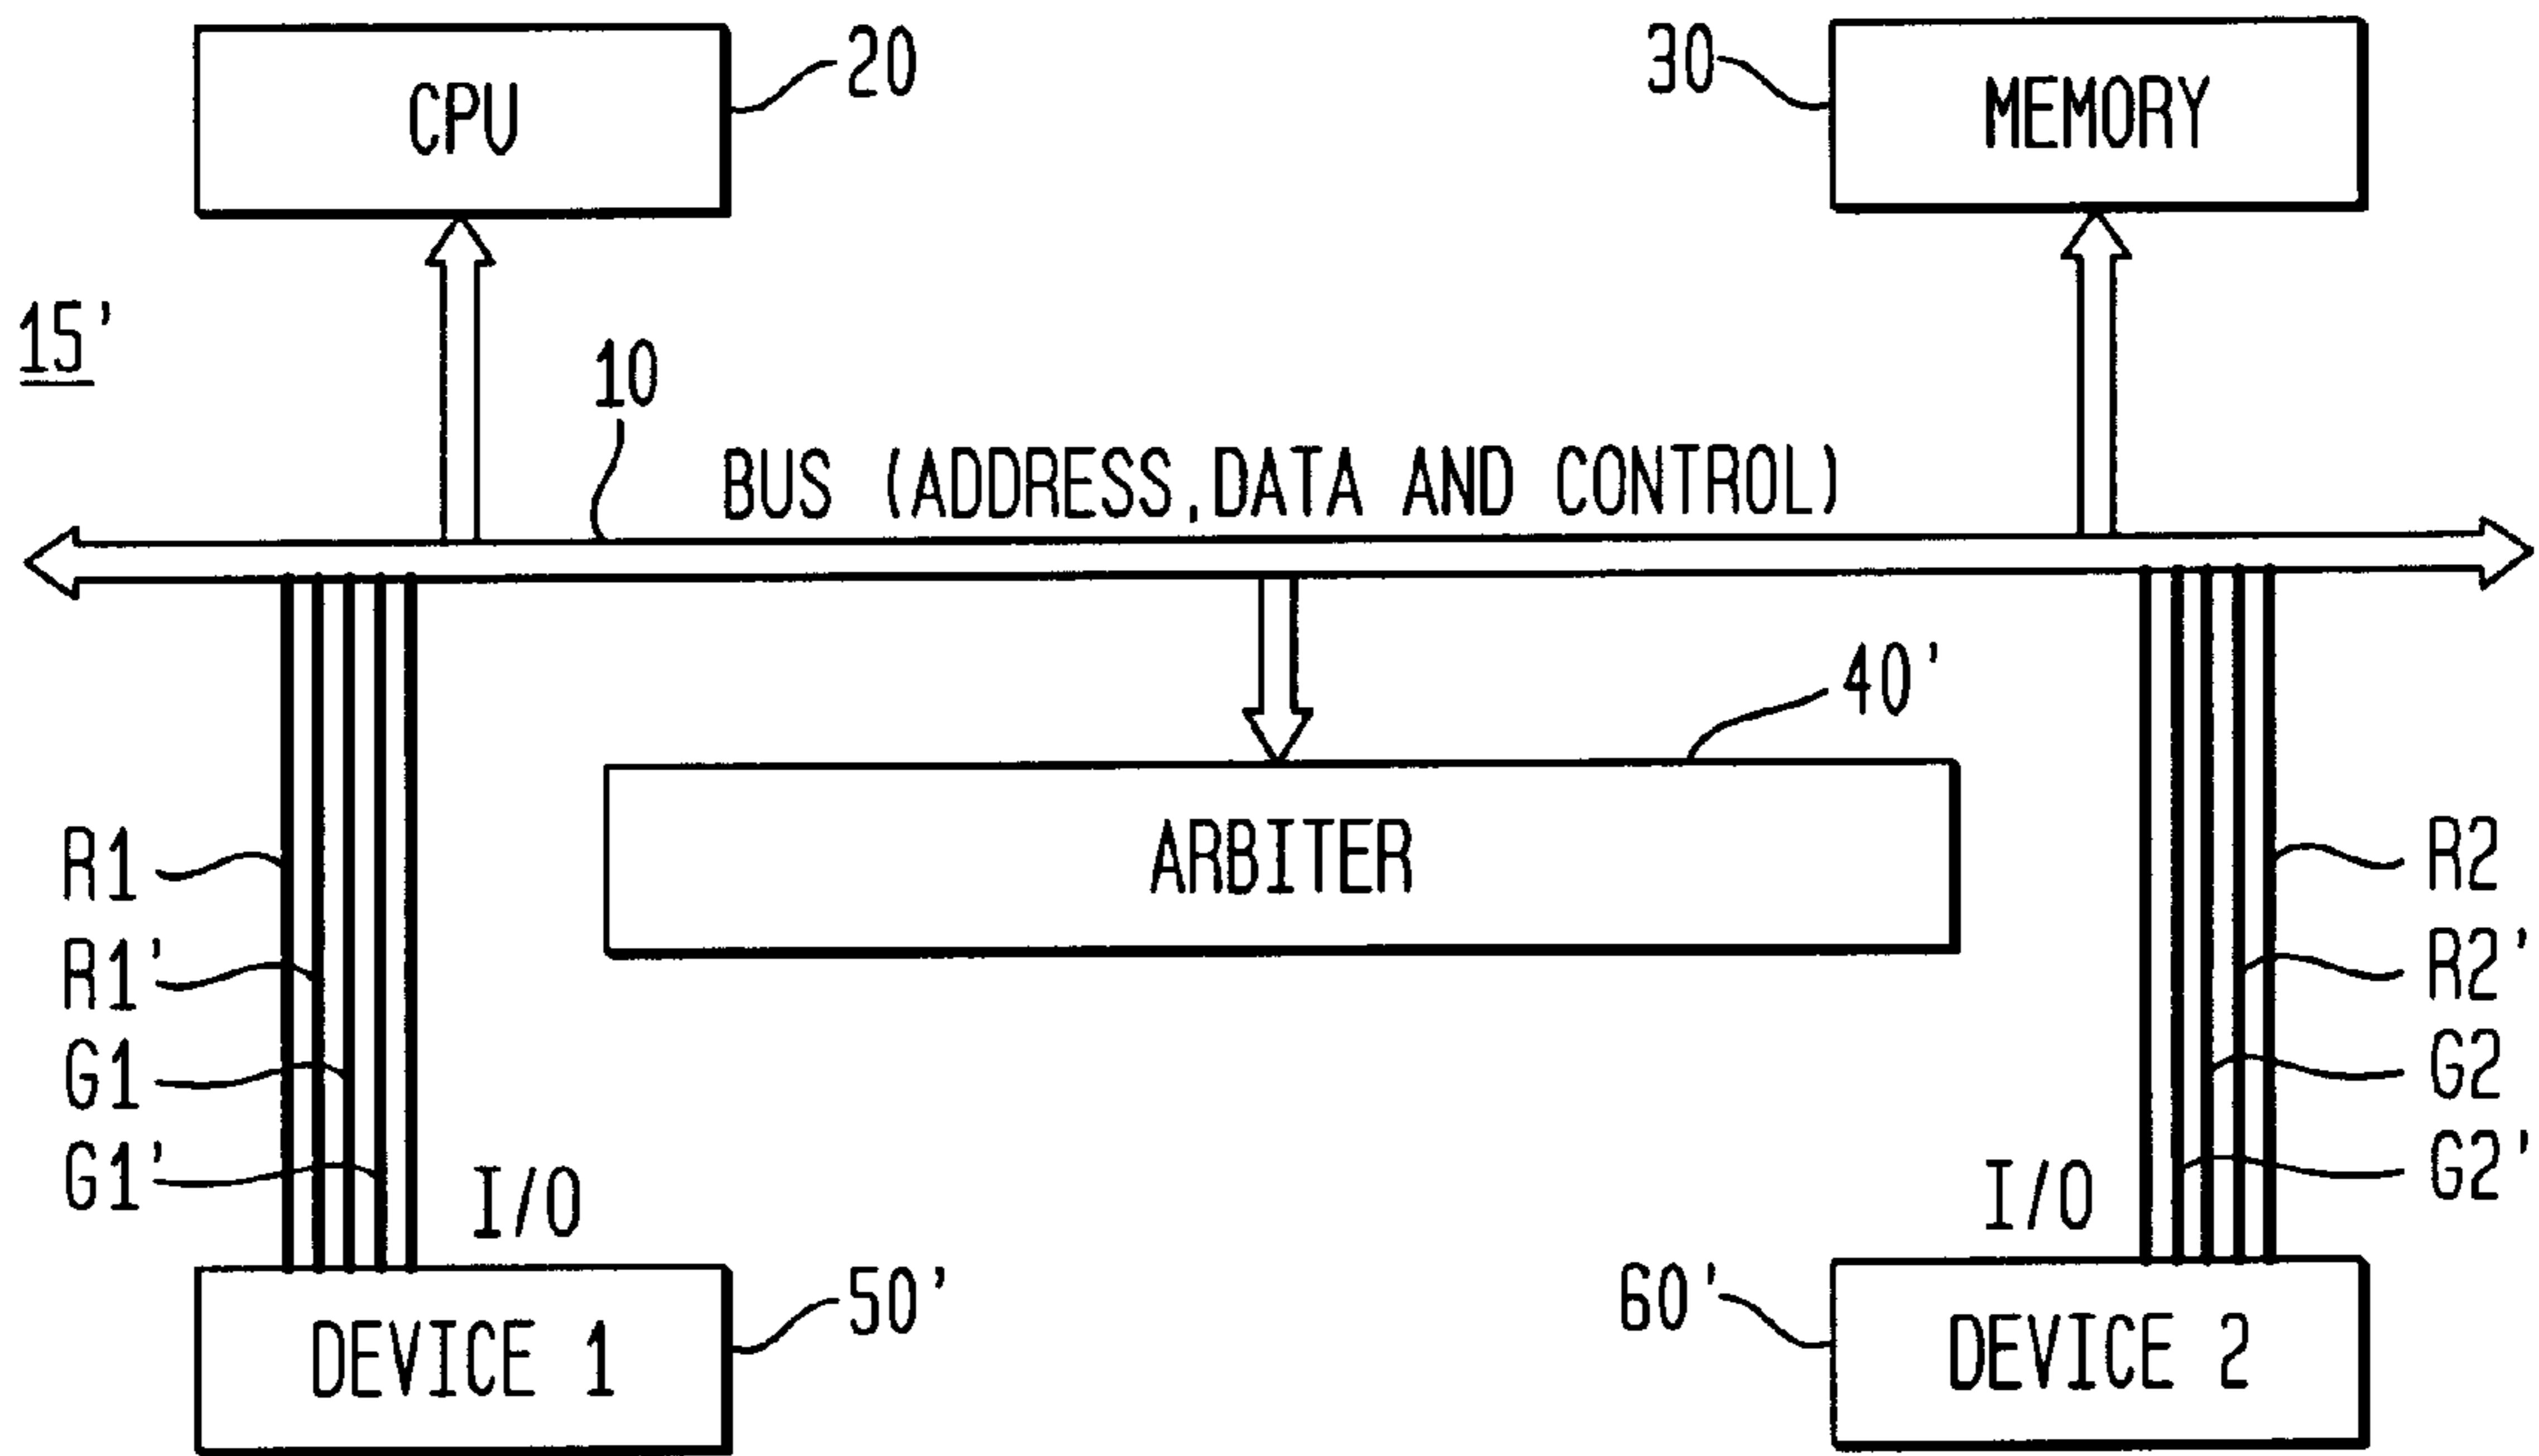 CPU
20
30
MEMORY
15'
10
BUS (ADDRESS, DATA AND CONTROL)
40'
ARBITER
R1
R1'
G1
G1'
R2
R2'
G2
G2'
I/O
I/O
DEVICE 1
50'
60'
DEVICE 2